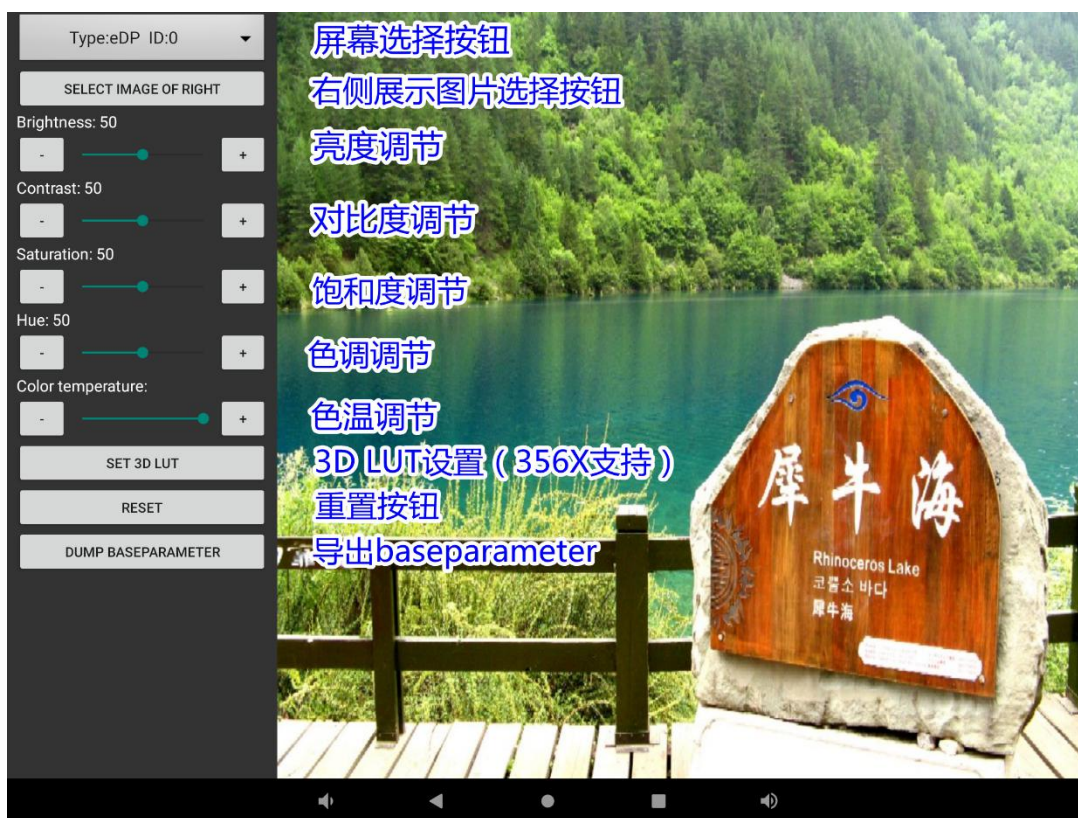 Type:eDP ID:0
屏幕选择按钮
SELECT IMAGE OF RIGHT
右侧展示图片选择按钮
Brightness: 50
亮度调节
-
+
Contrast: 50
对比度调节
-
+
Saturation: 50
饱和度调节
-
+
Hue: 50
色调调节
-
+
Color temperature:
色温调节
-
+
SET 3D LUT
3D LUT设置（356X支持）
RESET
重置按钮
DUMP BASEPARAMETER
导出baseparameter
犀牛海
Rhinoceros Lake
코뿔소 바다
犀牛海